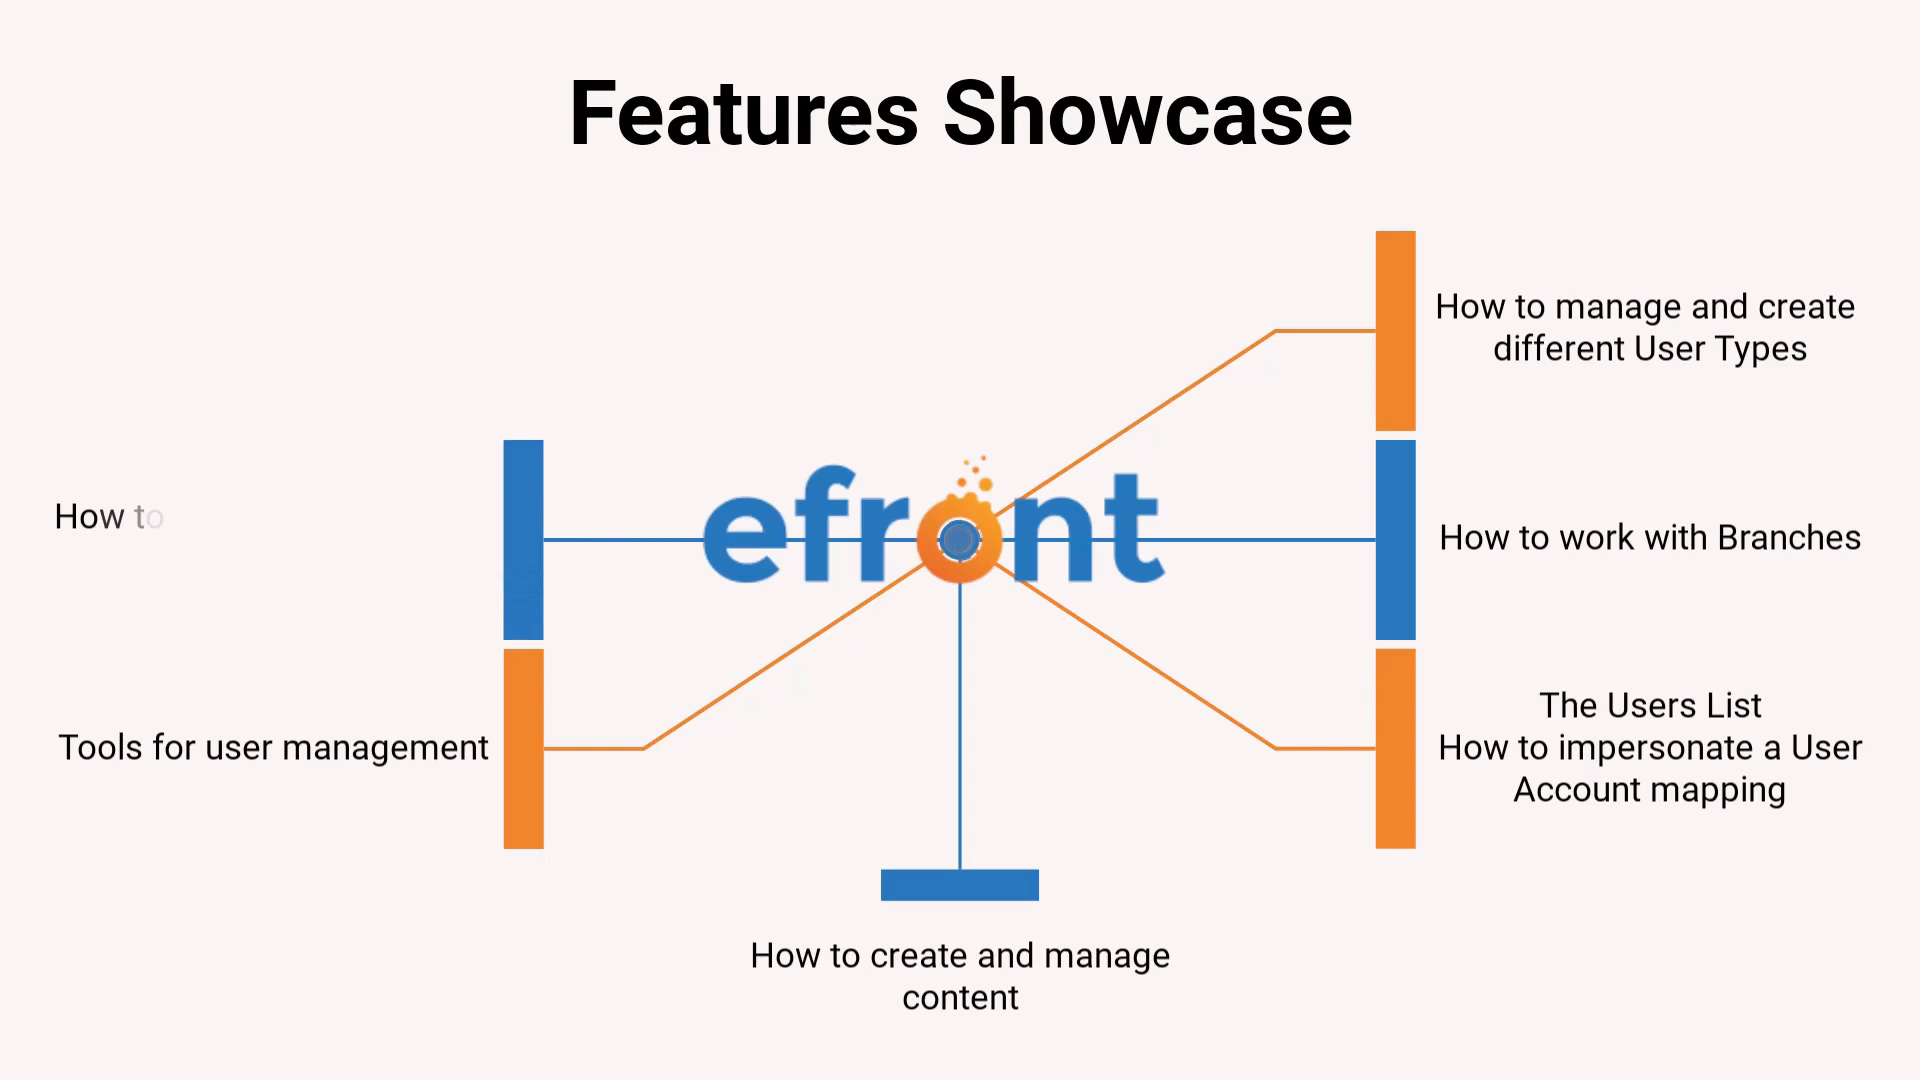 Features Showcase
How to manage and create
different User Types
efront
How to
How to work with Branches
The Users List
Tools for user management
How to impersonate a User
Account mapping
How to create and manage
content